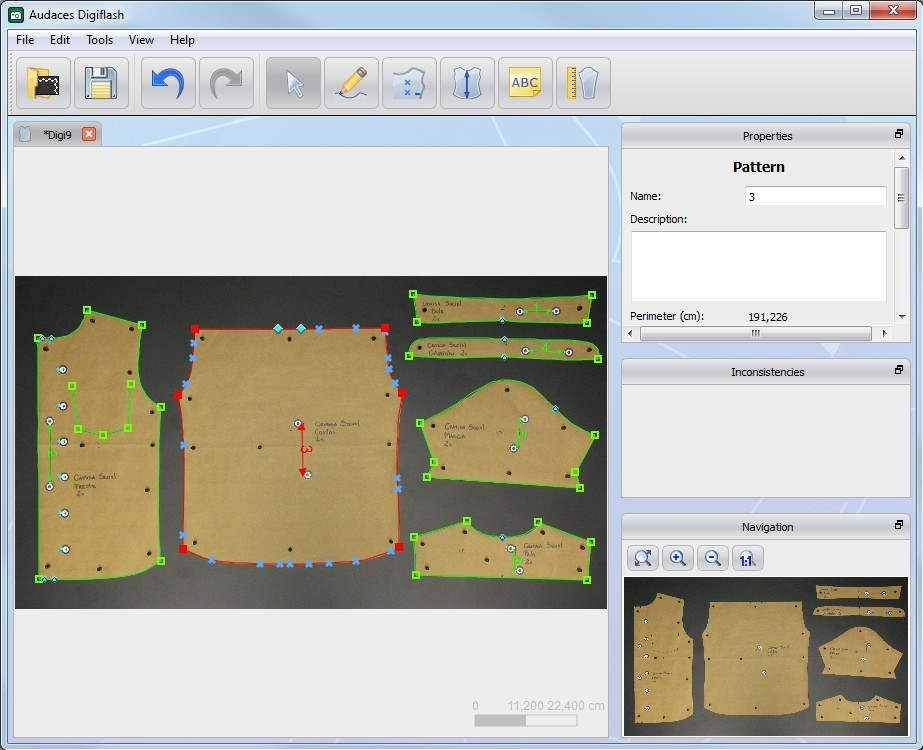 Audaces Digiflash
File Edit Tools View Help
ABC
*Digi9
Properties
Pattern
Name: 3
Description:
Perimeter (cm): 191,226
Inconsistencies
Navigation
1:1
Camisa Social
2x
Camisa Social
2x
Camisa Social
Costas
1x
3
Camisa Social
Manga
2x
Camisa Social
Frente
2x
Camisa Social
Pala
2x
0 11,200 22,400 cm